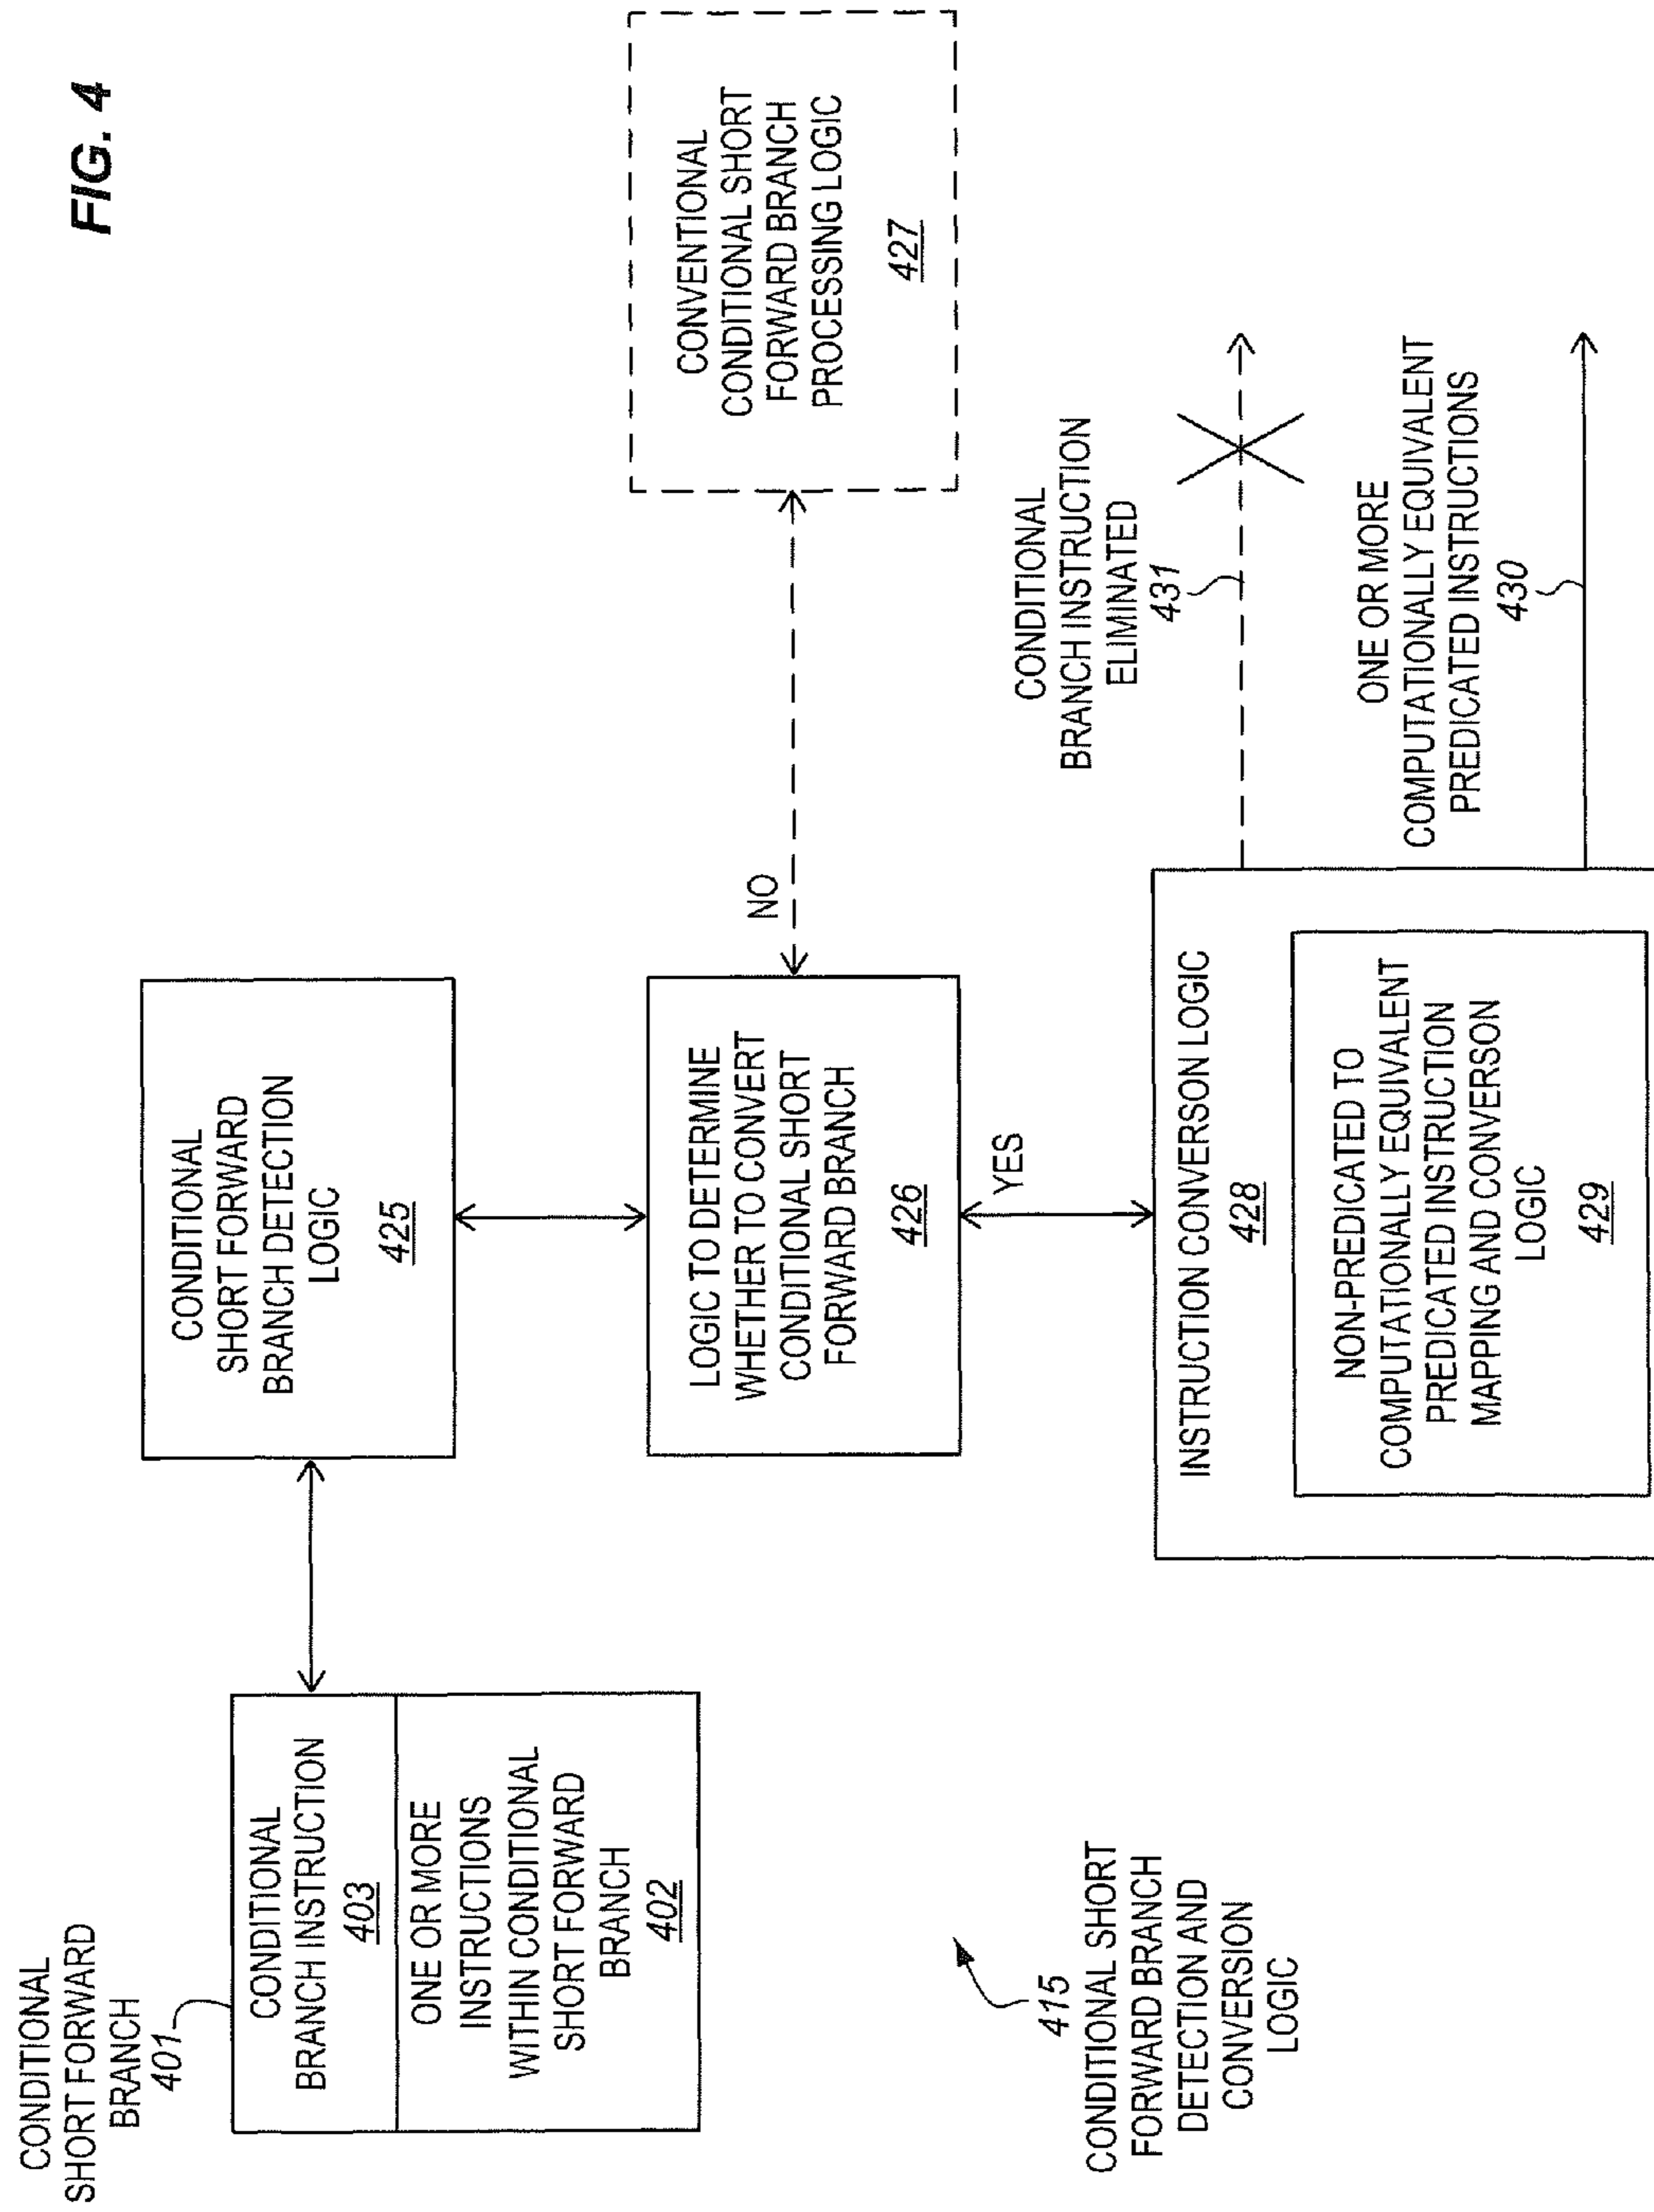 FIG. 4
CONDITIONAL
SHORT FORWARD
BRANCH
401
CONDITIONAL
BRANCH INSTRUCTION
403
ONE OR MORE
INSTRUCTIONS
WITHIN CONDITIONAL
SHORT FORWARD
BRANCH
402
415
CONDITIONAL SHORT
FORWARD BRANCH
DETECTION AND
CONVERSION
LOGIC
CONDITIONAL
SHORT FORWARD
BRANCH DETECTION
LOGIC
425
LOGIC TO DETERMINE
WHETHER TO CONVERT
CONDITIONAL SHORT
FORWARD BRANCH
426
NO
CONVENTIONAL
CONDITIONAL SHORT
FORWARD BRANCH
PROCESSING LOGIC
427
YES
INSTRUCTION CONVERSON LOGIC
428
NON-PREDICATED TO
COMPUTATIONALLY EQUIVALENT
PREDICATED INSTRUCTION
MAPPING AND CONVERSON
LOGIC
429
CONDITIONAL
BRANCH INSTRUCTION
ELIMINATED
431
ONE OR MORE
COMPUTATIONALLY EQUIVALENT
PREDICATED INSTRUCTIONS
430